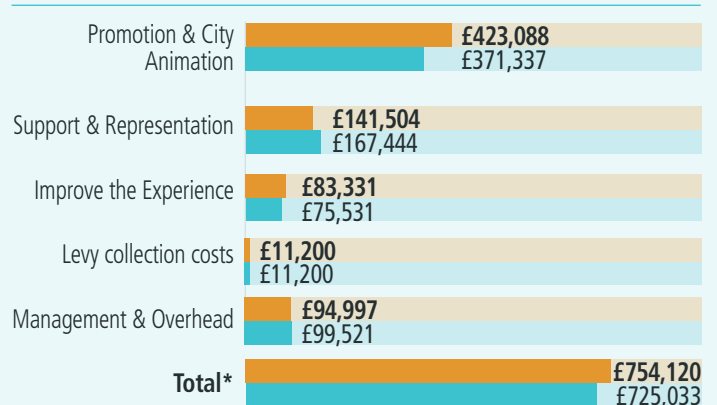 Promotion & City
Animation
£423,088
£371,337
Support & Representation
£141,504
£167,444
Improve the Experience
£83,331
£75,531
Levy collection costs
£11,200
£11,200
Management & Overhead
£94,997
£99,521
Total*
£754,120
£725,033